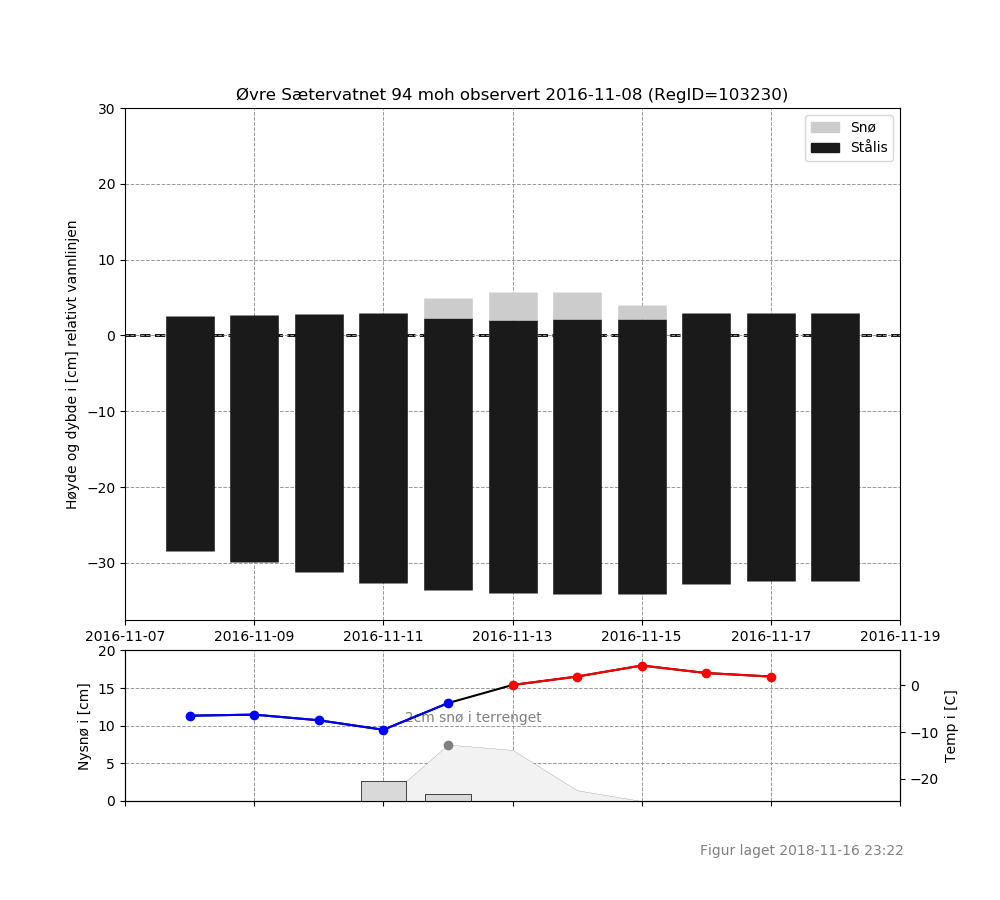 Øvre Sætervatnet 94 moh observert 2016-11-08 (RegID=103230)
Snø
Stålis
Høyde og dybde i [cm] relativt vannlinjen
30
20
10
0
−10
−20
−30
2016-11-07 2016-11-09 2016-11-11 2016-11-13 2016-11-15 2016-11-17 2016-11-19
Nysnø i [cm]
20
15
10
5
0
2cm snø i terrenget
0
−10
−20
Temp i [C]
Figur laget 2018-11-16 23:22